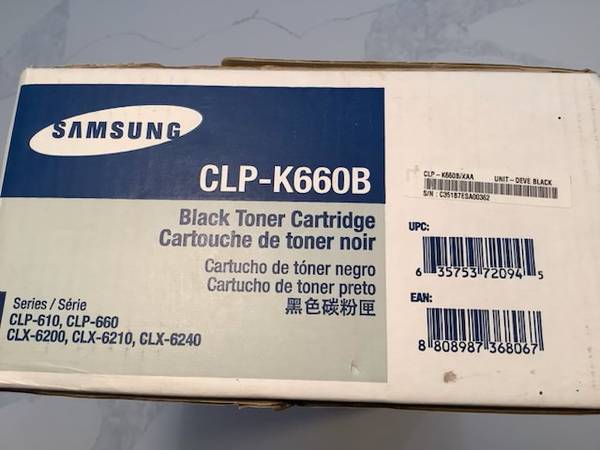 SAMSUNG
CLP-K660B
Black Toner Cartridge
Cartouche de toner noir
Cartucho de tóner negro
Cartucho de toner preto
黑色碳粉匣
Series / Série
CLP-610, CLP-660
CLX-6200, CLX-6210, CLX-6240
CLP - K660B/XAA UNIT-DEVE BLACK
S/N : C35187ESA00362
UPC:
6 35753 72094 5
EAN:
8 808987 368067